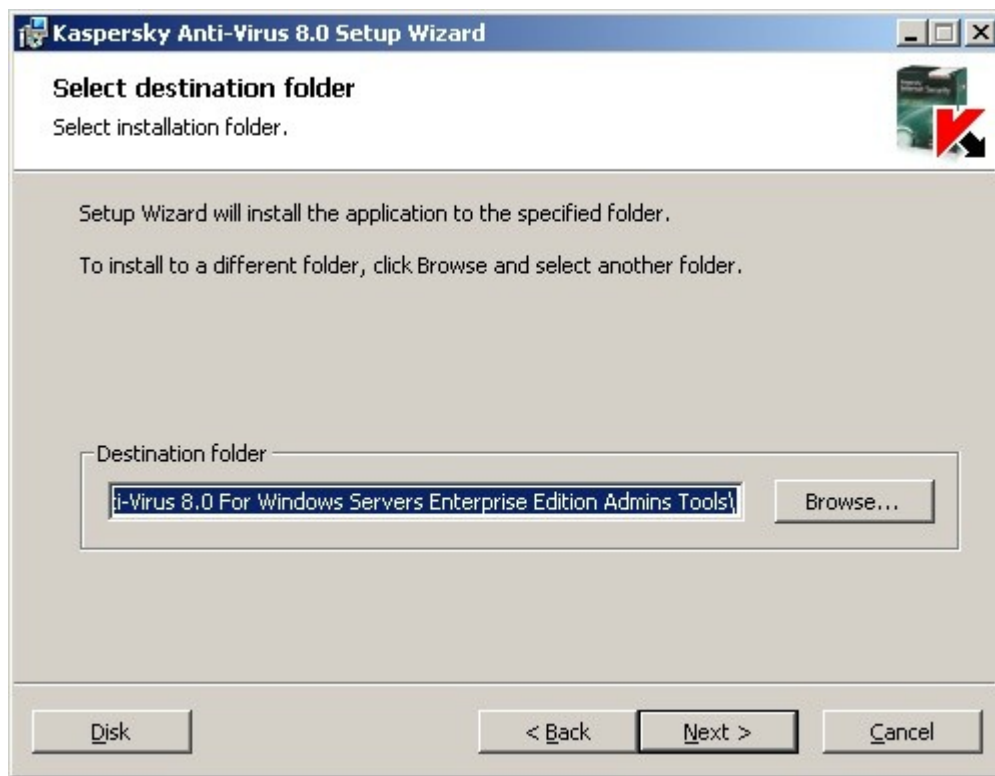 Kaspersky Anti-Virus 8.0 Setup Wizard
Select destination folder
Select installation folder.
Setup Wizard will install the application to the specified folder.
To install to a different folder, click Browse and select another folder.
Destination folder
i-Virus 8.0 For Windows Servers Enterprise Edition Admins Tools\
Browse...
Disk
< Back
Next >
Cancel